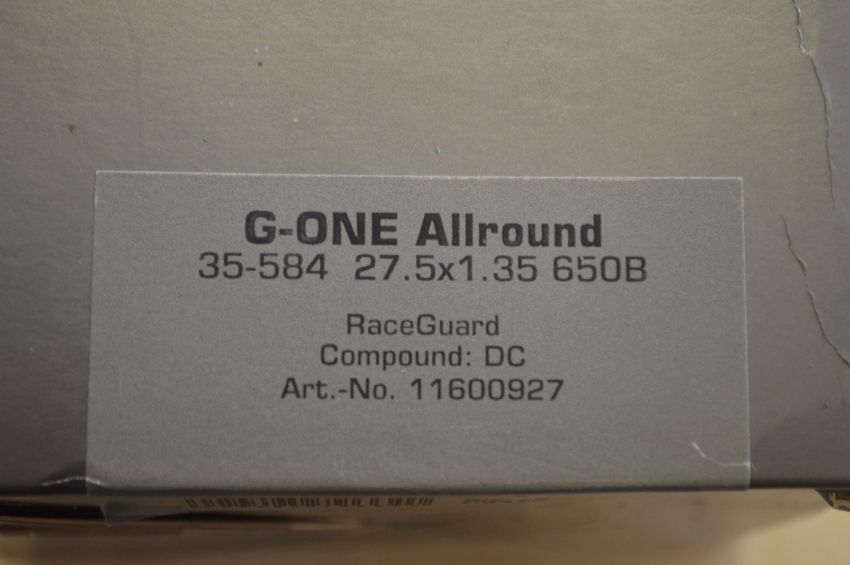 G-ONE Allround
35-584 27.5x1.35 650B
RaceGuard
Compound: DC
Art.-No. 11600927